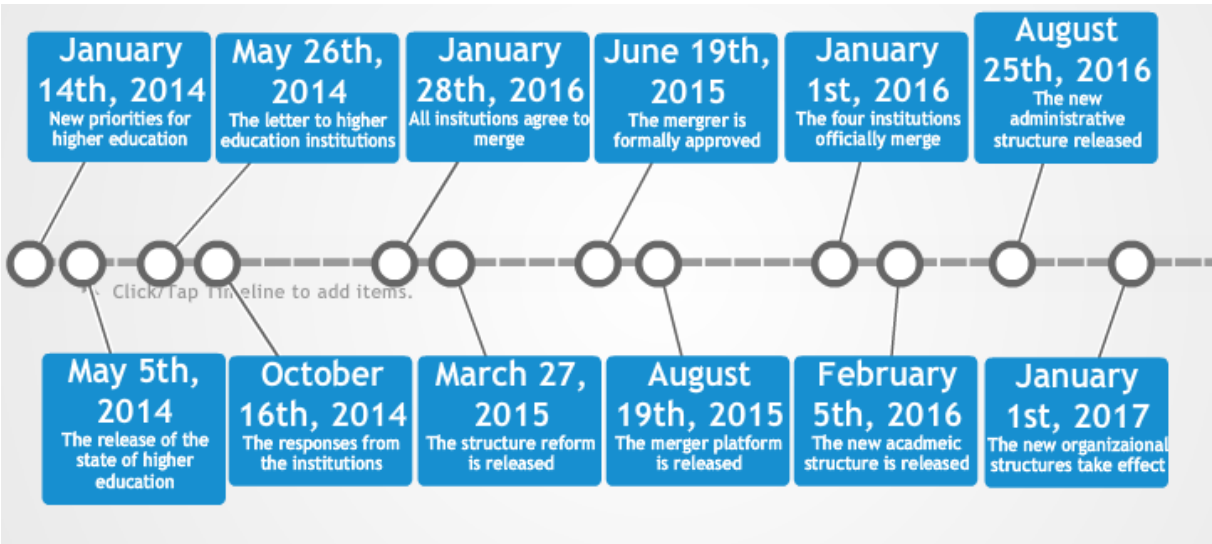 January
14th, 2014
New priorities for
higher education
May 26th,
2014
The letter to higher
education institutions
January
28th, 2016
All insitutions agree to
merge
June 19th,
2015
The mergrer is
formally approved
January
1st, 2016
The four institutions
officially merge
August
25th, 2016
The new
administrative
structure released
Click/Tap Timeline to add items.
May 5th,
2014
The release of the
state of higher
education
October
16th, 2014
The responses from
the institutions
March 27,
2015
The structure reform
is released
August
19th, 2015
The merger platform
is released
February
5th, 2016
The new acadmeic
structure is released
January
1st, 2017
The new organizaional
structures take effect